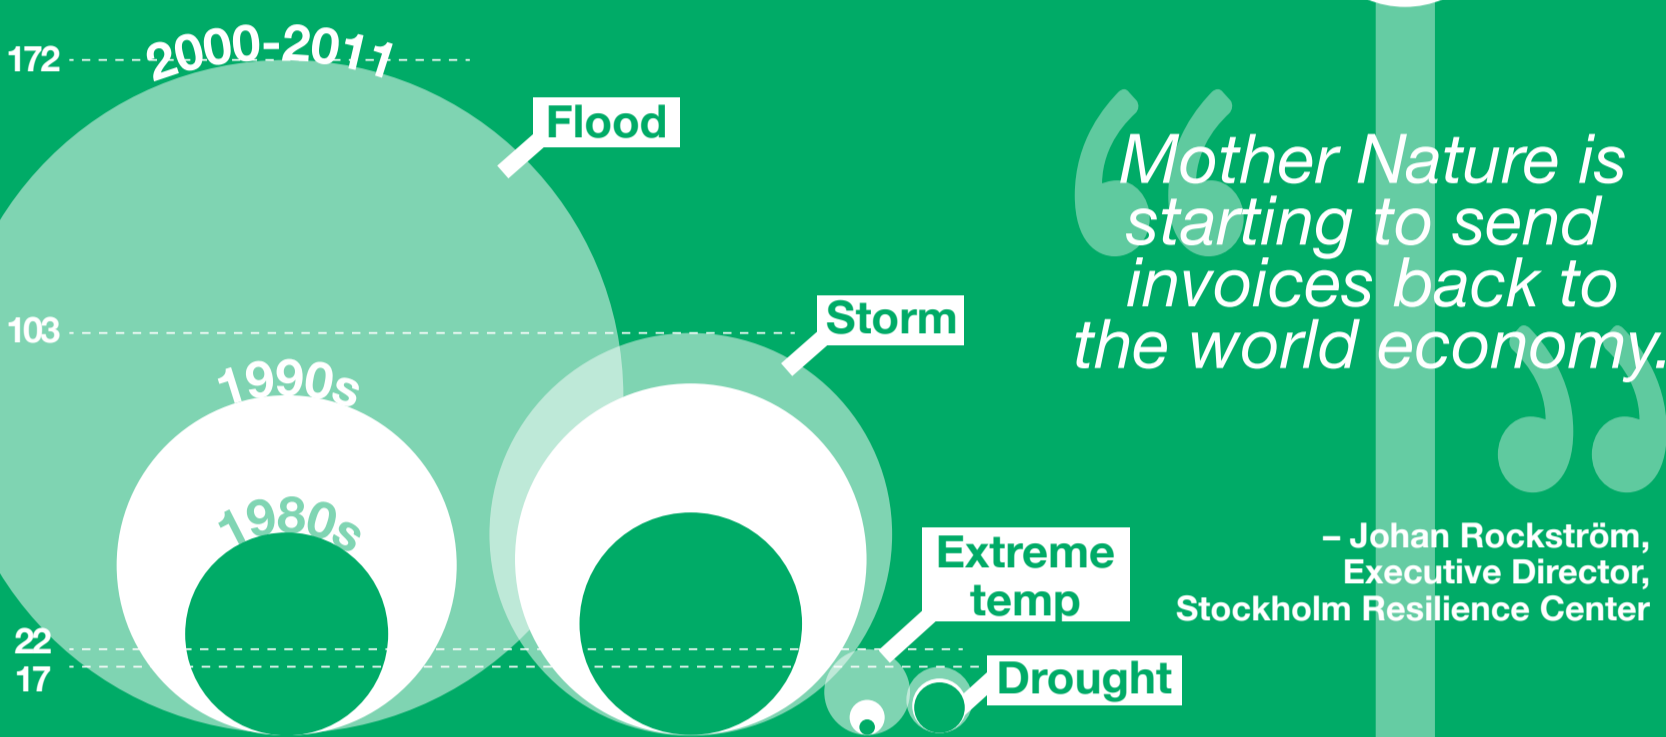 172
2000-2011
Flood
103
Storm
1990s
1980s
Extreme
temp
22
17
Drought
“Mother Nature is
starting to send
invoices back to
the world economy.”
– Johan Rockström,
Executive Director,
Stockholm Resilience Center